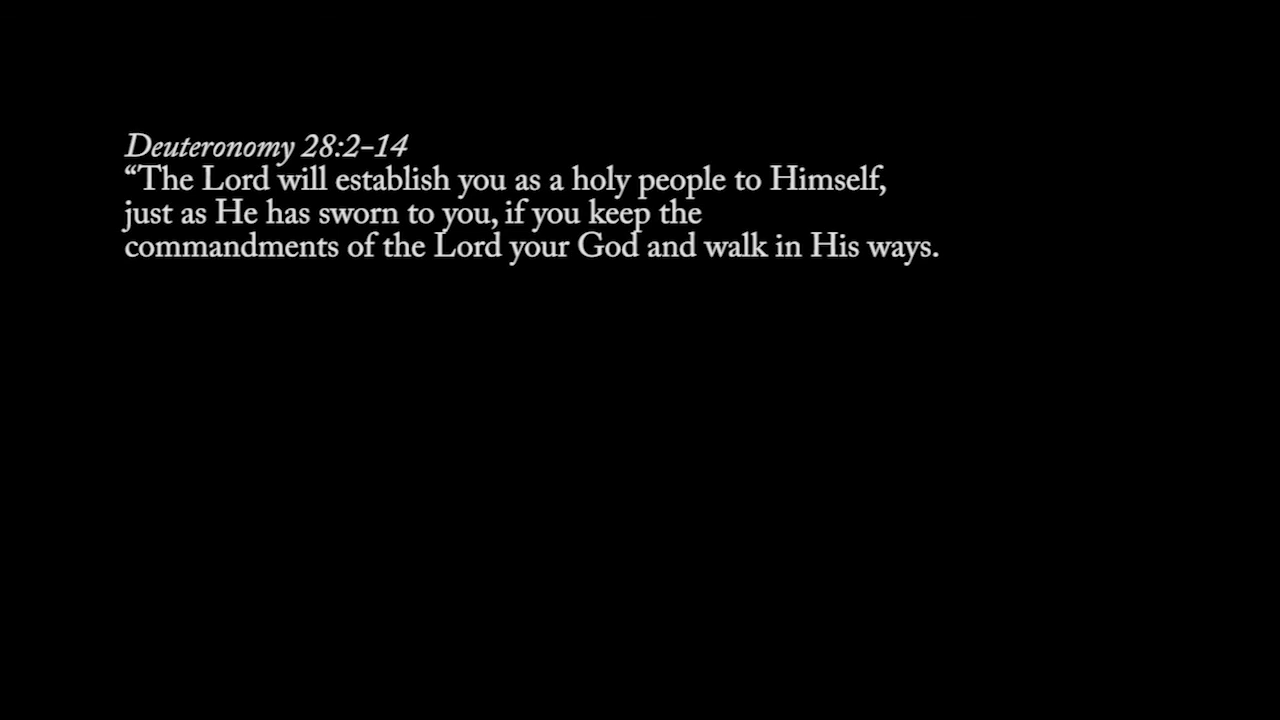 Deuteronomy 28:2–14
“The Lord will establish you as a holy people to Himself,
just as He has sworn to you, if you keep the
commandments of the Lord your God and walk in His ways.